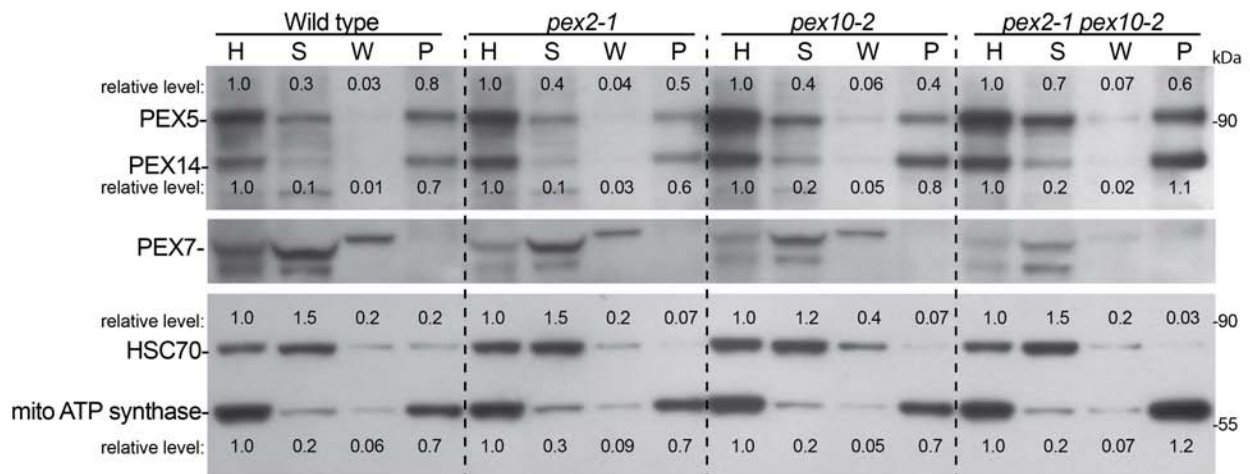 Wild type pex2-1 pex10-2 pex2-1 pex10-2
H S W P H S W P H S W P H S W P
kDa
relative level: 1.0 0.3 0.03 0.8 1.0 0.4 0.04 0.5 1.0 0.4 0.06 0.4 1.0 0.7 0.07 0.6
PEX5- -90
PEX14-
relative level: 1.0 0.1 0.01 0.7 1.0 0.1 0.03 0.6 1.0 0.2 0.05 0.8 1.0 0.2 0.02 1.1
PEX7-
relative level: 1.0 1.5 0.2 0.2 1.0 1.5 0.2 0.07 1.0 1.2 0.4 0.07 1.0 1.5 0.2 0.03 -90
HSC70-
mito ATP synthase- -55
relative level: 1.0 0.2 0.06 0.7 1.0 0.3 0.09 0.7 1.0 0.2 0.05 0.7 1.0 0.2 0.07 1.2